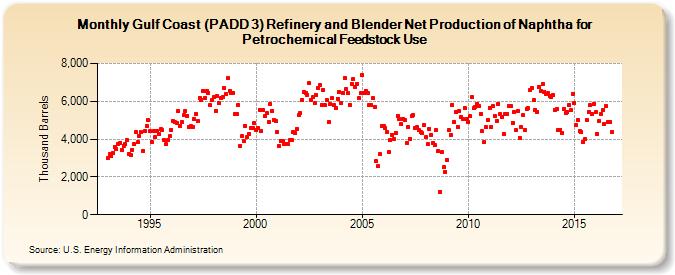 Monthly Gulf Coast (PADD 3) Refinery and Blender Net Production of Naphtha for
Petrochemical Feedstock Use
Thousand Barrels
8,000
6,000
4,000
2,000
0
1995
2000
2005
2010
2015
Source: U.S. Energy Information Administration